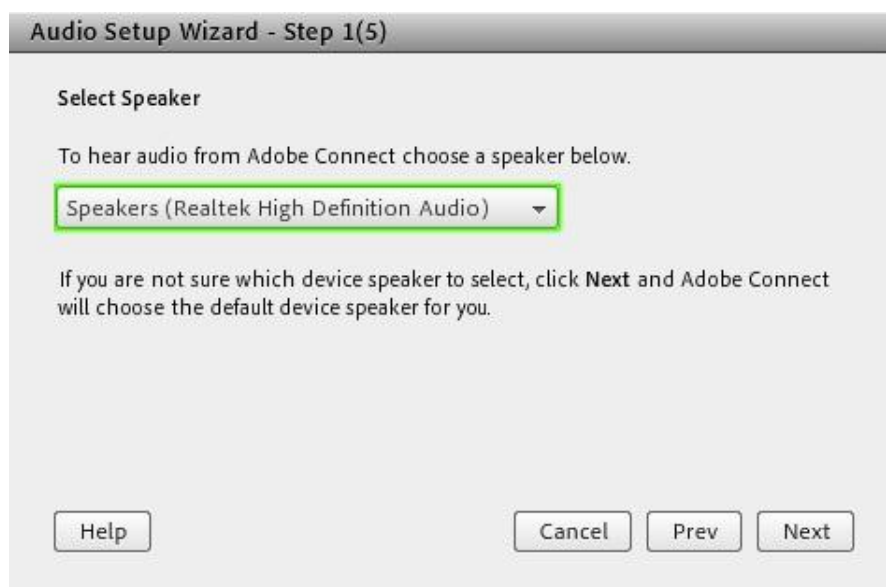 Audio Setup Wizard - Step 1(5)
Select Speaker
To hear audio from Adobe Connect choose a speaker below.
Speakers (Realtek High Definition Audio)
If you are not sure which device speaker to select, click Next and Adobe Connect
will choose the default device speaker for you.
Help Cancel Prev Next